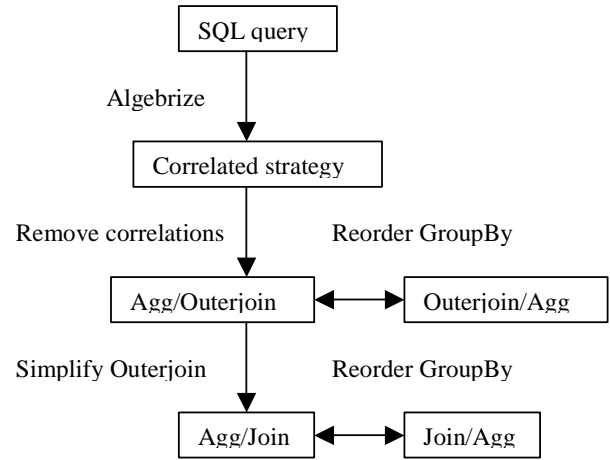 SQL query
Algebrize
Correlated strategy
Remove correlations
Reorder GroupBy
Agg/Outerjoin
Outerjoin/Agg
Simplify Outerjoin
Reorder GroupBy
Agg/Join
Join/Agg